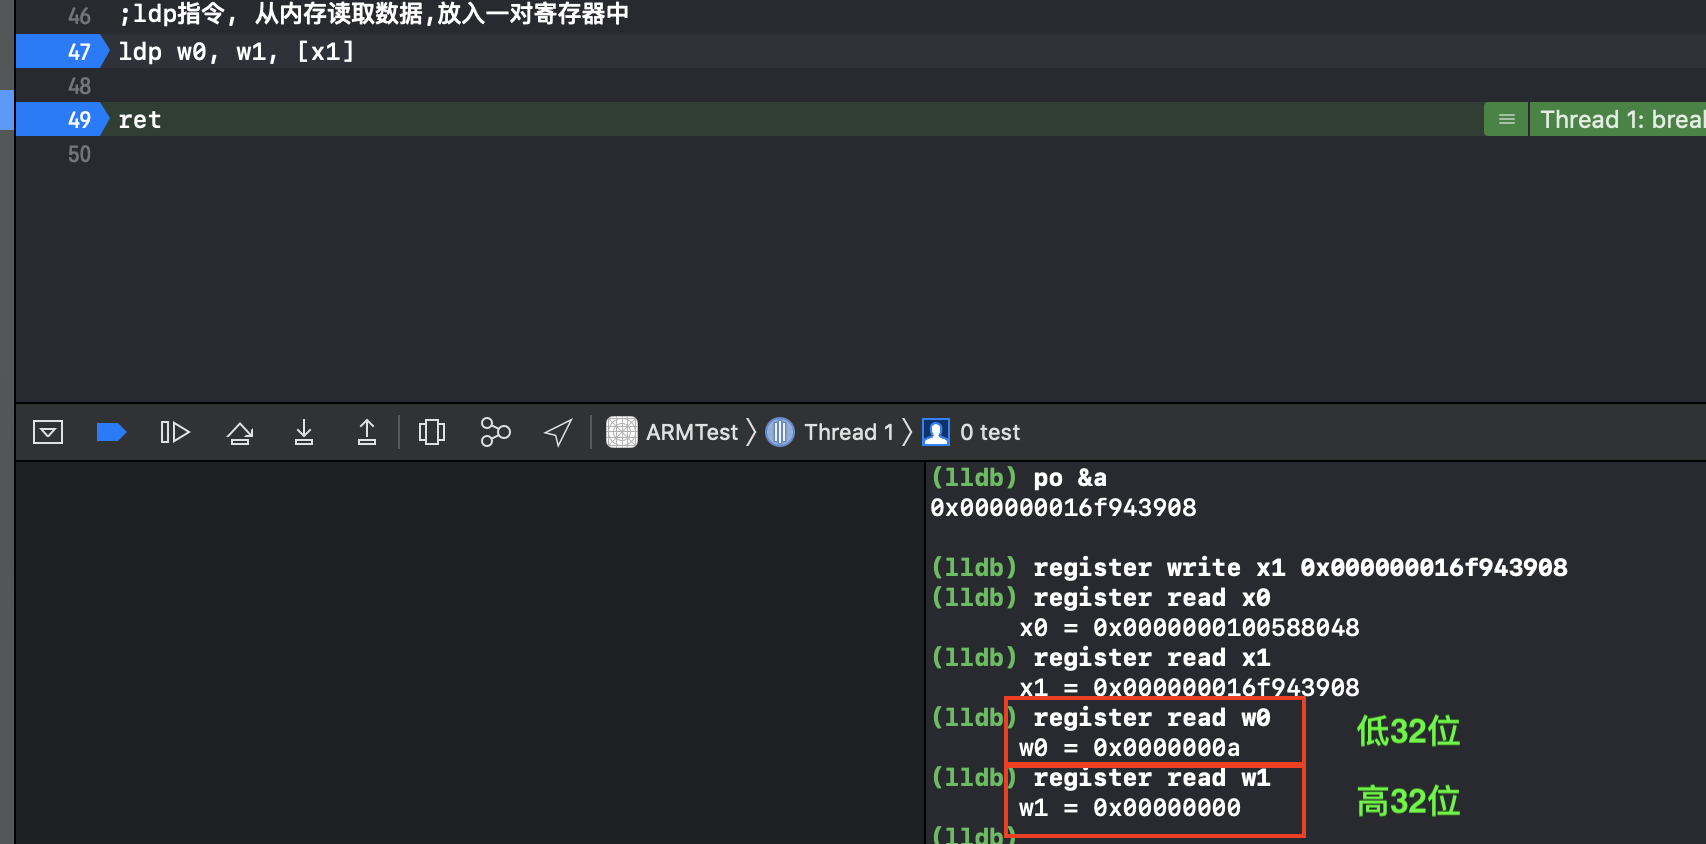 46 ;ldp指令, 从内存读取数据,放入一对寄存器中
47 ldp w0, w1, [x1]
48
49 ret
Thread 1: brea
50
ARMTest 〉 Thread 1 〉 0 test
(lldb) po &a
0x000000016f943908
(lldb) register write x1 0x000000016f943908
(lldb) register read x0
x0 = 0x0000000100588048
(lldb) register read x1
x1 = 0x000000016f943908
(lldb) register read w0
w0 = 0x0000000a
低32位
(lldb) register read w1
w1 = 0x00000000
高32位
(lldb)